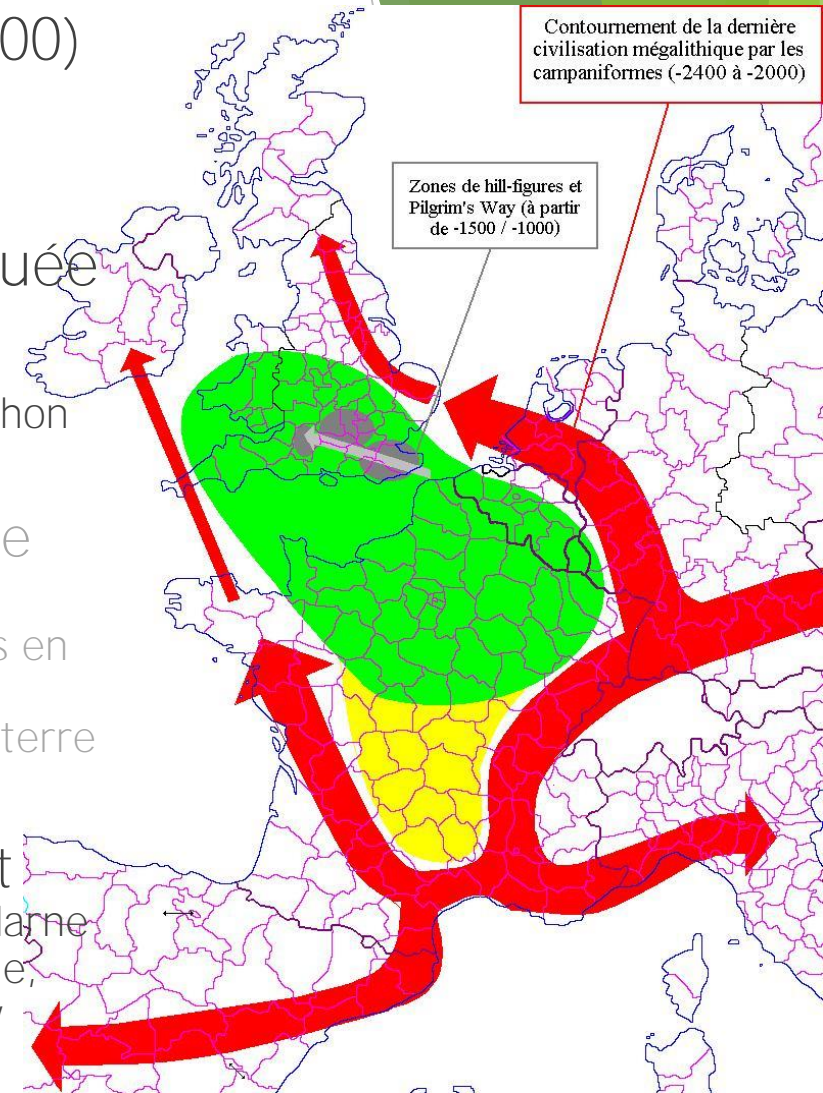 00)
uée
hon
e
s en
terre
t
larne
e,
Contournement de la dernière
civilisation mégalithique par les
campaniformes (-2400 à -2000)
Zones de hill-figures et
Pilgrim's Way (à partir
de -1500 / -1000)